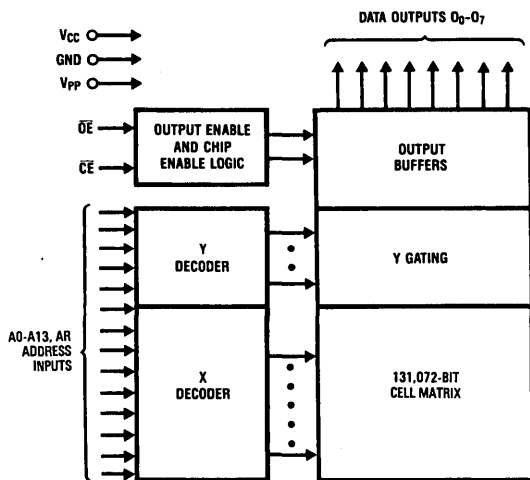 DATA OUTPUTS O0-O7
VCC
GND
VPP
OE
CE
OUTPUT ENABLE
AND CHIP
ENABLE LOGIC
OUTPUT
BUFFERS
Y
DECODER
Y GATING
A0-A13, AR
ADDRESS
INPUTS
X
DECODER
131,072-BIT
CELL MATRIX